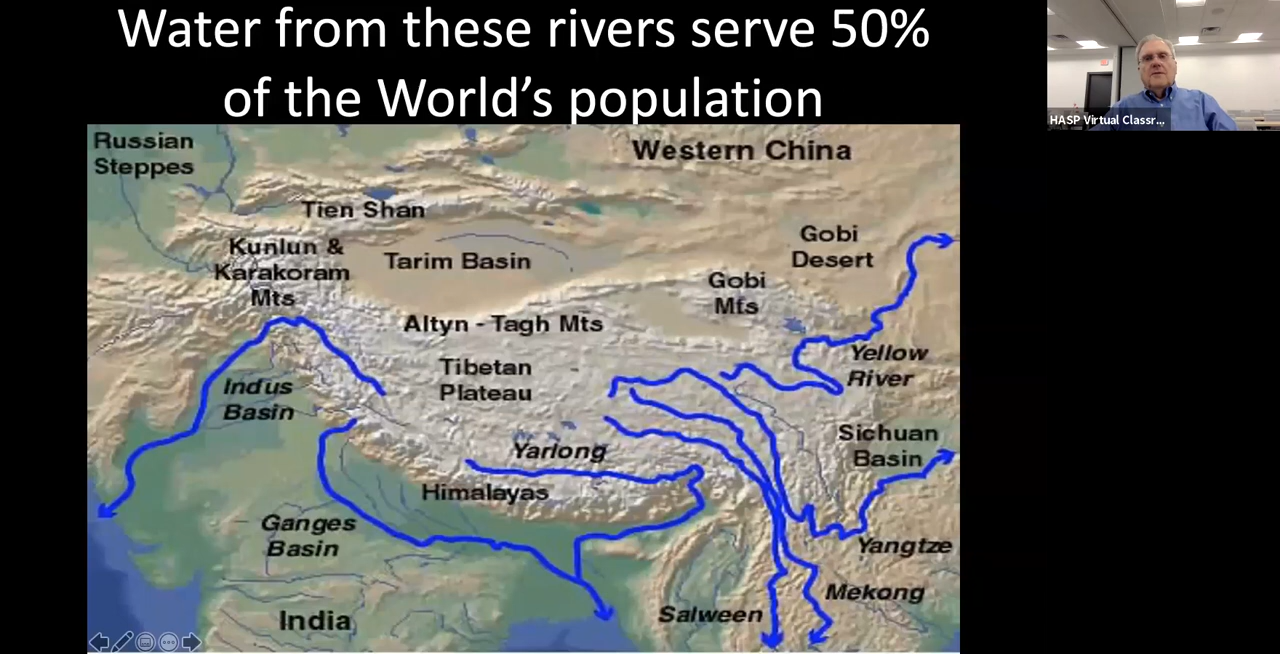 Water from these rivers serve 50%
of the World's population
HASP Virtual Classr...
Russian
Steppes
Western China
Tien Shan
Kunlun &
Karakoram
Mts
Tarim Basin
Gobi
Desert
Gobi
Mts
Altyn - Tagh Mts
Tibetan
Plateau
Yellow
River
Indus
Basin
Sichuan
Basin
Yarlong
Himalayas
Ganges
Basin
Yangtze
Mekong
Salween
India